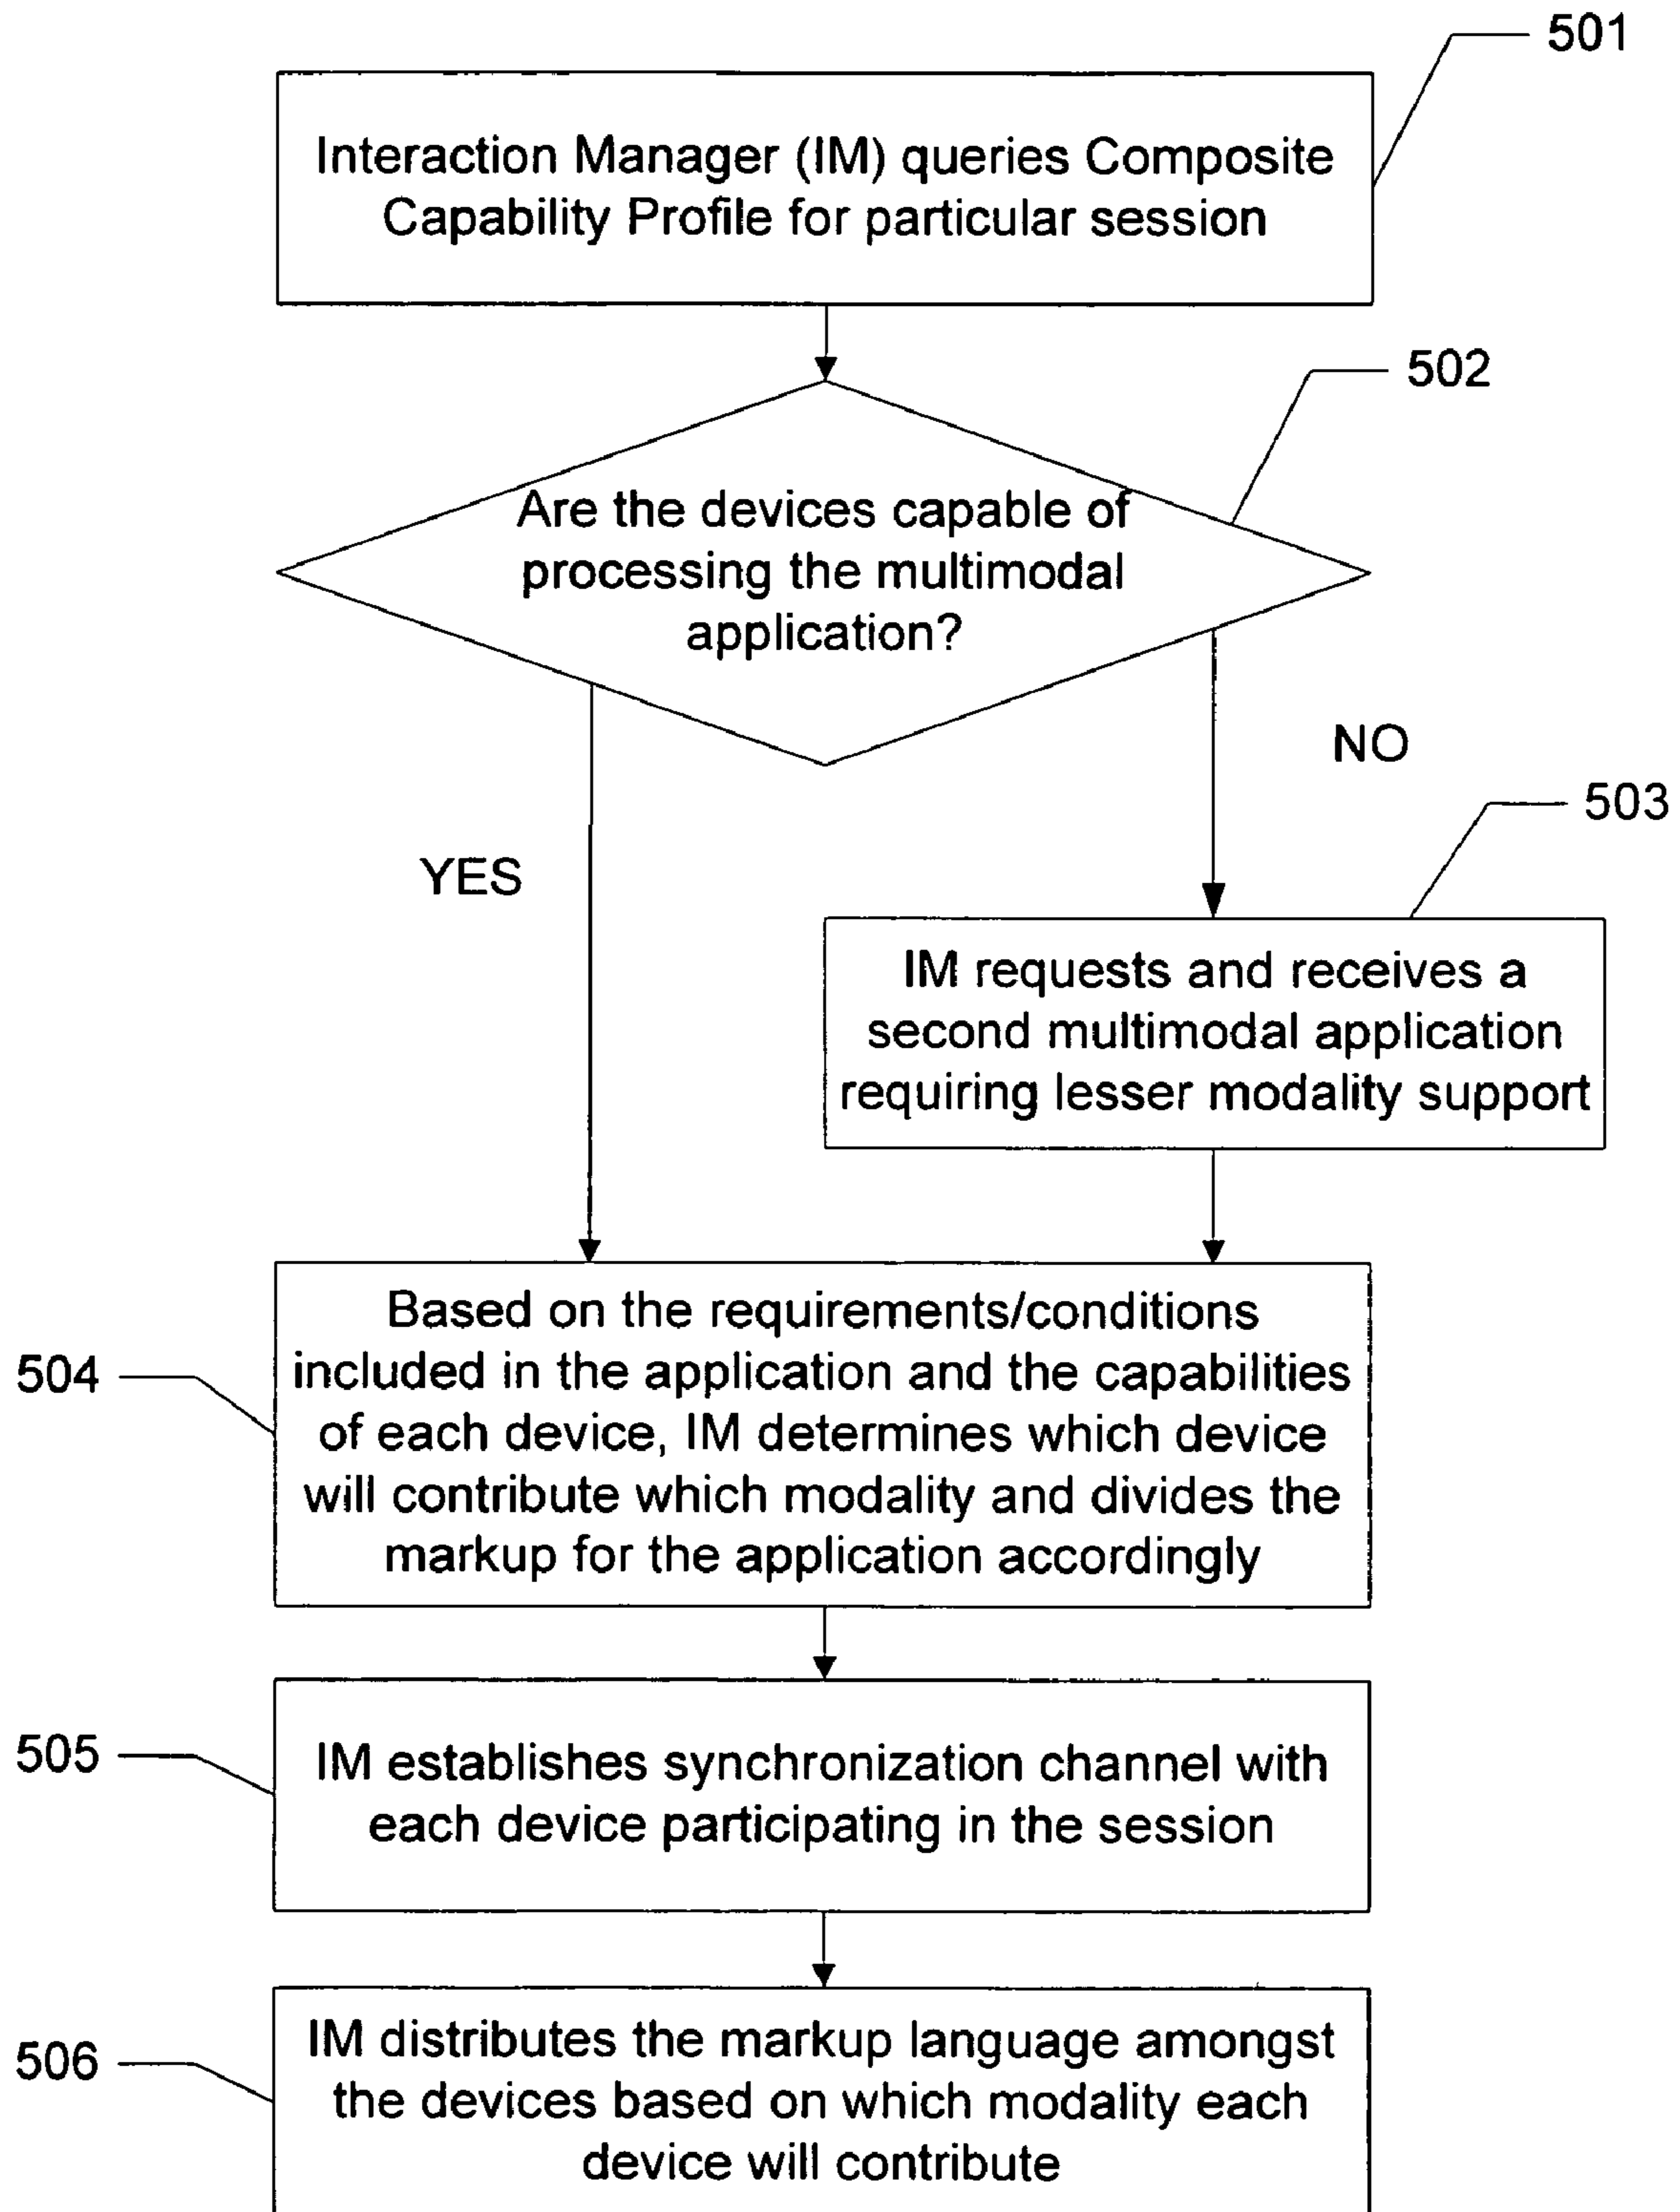 501
Interaction Manager (IM) queries Composite
Capability Profile for particular session
502
Are the devices capable of
processing the multimodal
application?
NO
503
YES
IM requests and receives a
second multimodal application
requiring lesser modality support
504
Based on the requirements/conditions
included in the application and the capabilities
of each device, IM determines which device
will contribute which modality and divides the
markup for the application accordingly
505
IM establishes synchronization channel with
each device participating in the session
506
IM distributes the markup language amongst
the devices based on which modality each
device will contribute